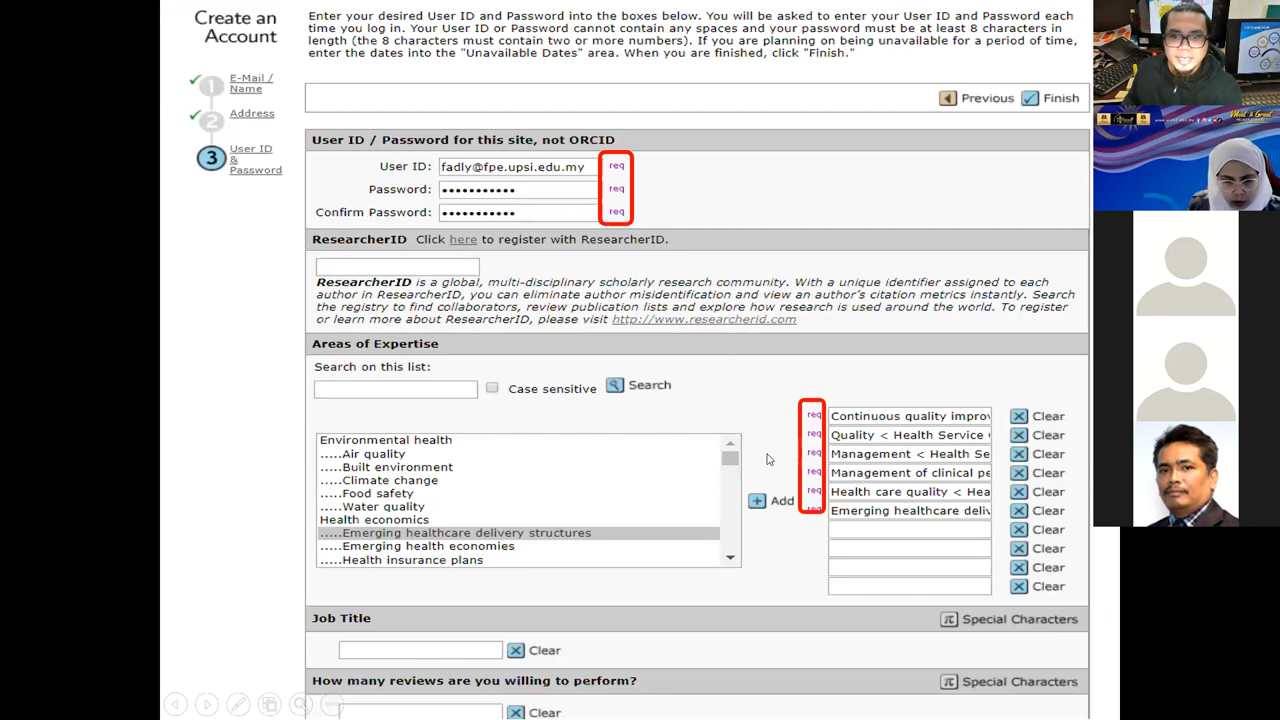 Create an
Account
Enter your desired User ID and Password into the boxes below. You will be asked to enter your User ID and Password each
time you log in. Your User ID or Password cannot contain any spaces and your password must be at least 8 characters in
length (the 8 characters must contain two or more numbers). If you are planning on being unavailable for a period of time,
enter the dates into the "Unavailable Dates" area. When you are finished, click "Finish."
1 E-Mail /
Name
2 Address
3 User ID
&
Password
Previous Finish
User ID / Password for this site, not ORCID
User ID: fadly@fpe.upsi.edu.my req
Password: ••••••••••• req
Confirm Password: ••••••••••• req
ResearcherID Click here to register with ResearcherID.
ResearcherID is a global, multi-disciplinary scholarly research community. With a unique identifier assigned to each
author in ResearcherID, you can eliminate author misidentification and view an author's citation metrics instantly. Search
the registry to find collaborators, review publication lists and explore how research is used around the world. To register
or learn more about ResearcherID, please visit http://www.researcherid.com
Areas of Expertise
Search on this list:
Case sensitive Search
Environmental health
.....Air quality
.....Built environment
.....Climate change
.....Food safety
.....Water quality
Health economics
.....Emerging healthcare delivery structures
.....Emerging health economies
.....Health insurance plans
Add
req Continuous quality improv Clear
req Quality < Health Service Clear
req Management < Health Se Clear
req Management of clinical pe Clear
req Health care quality < Hea Clear
req Emerging healthcare deliv Clear
Clear
Clear
Clear
Clear
Job Title Special Characters
Clear
How many reviews are you willing to perform? Special Characters
Clear